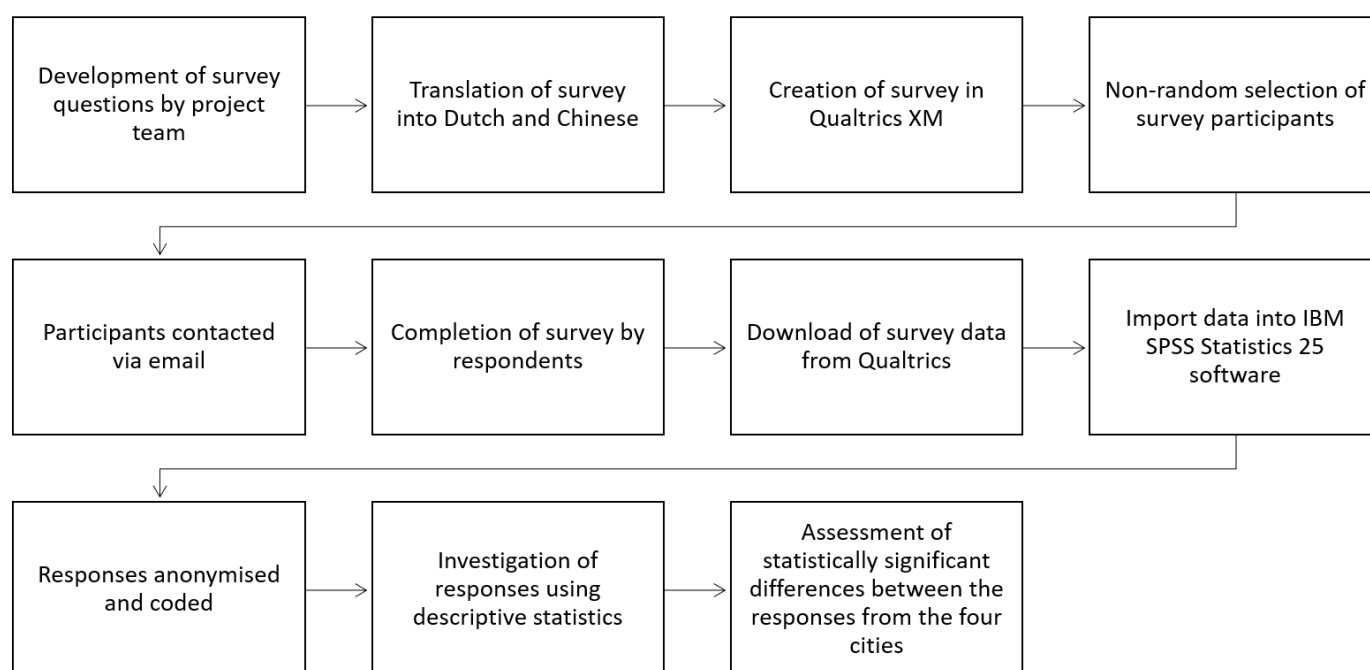 Development of survey
questions by project
team
Translation of survey
into Dutch and Chinese
Creation of survey in
Qualtrics XM
Non-random selection of
survey participants
Participants contacted
via email
Completion of survey by
respondents
Download of survey data
from Qualtrics
Import data into IBM
SPSS Statistics 25
software
Responses anonymised
and coded
Investigation of
responses using
descriptive statistics
Assessment of
statistically significant
differences between the
responses from the four
cities